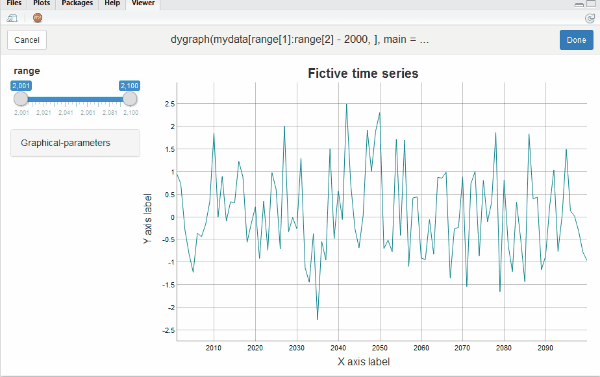 Files Plots Packages Help Viewer
Cancel
dygraph(mydata[range[1]:range[2] - 2000, ], main = ...
Done
range
2,001 2,100
2,001 2,021 2,041 2,061 2,081 2,100
Graphical-parameters
Fictive time series
Y axis label
2.5
2
1.5
1
0.5
0
-0.5
-1
-1.5
-2
-2.5
2010 2020 2030 2040 2050 2060 2070 2080 2090
X axis label